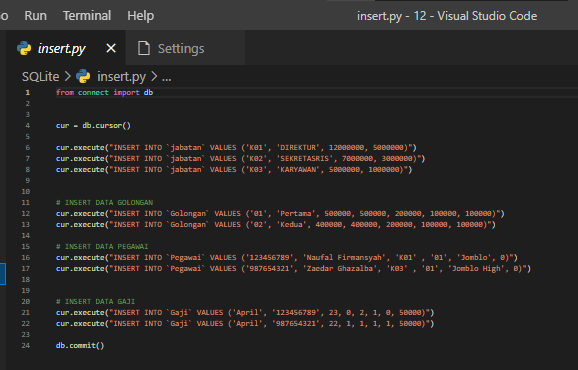 o Run Terminal Help insert.py - 12 - Visual Studio Code
insert.py × Settings
SQLite > insert.py > ...
1 from connect import db
2
3
4 cur = db.cursor()
5
6 cur.execute("INSERT INTO `jabatan` VALUES ('K01', 'DIREKTUR', 12000000, 5000000)")
7 cur.execute("INSERT INTO `jabatan` VALUES ('K02', 'SEKRETASRIS', 7000000, 3000000)")
8 cur.execute("INSERT INTO `jabatan` VALUES ('K03', 'KARYAWAN', 5000000, 1000000)")
9
10
11 # INSERT DATA GOLONGAN
12 cur.execute("INSERT INTO `Golongan` VALUES ('01', 'Pertama', 500000, 500000, 200000, 100000, 100000)")
13 cur.execute("INSERT INTO `Golongan` VALUES ('02', 'Kedua', 400000, 400000, 200000, 100000, 100000)")
14
15 # INSERT DATA PEGAWAI
16 cur.execute("INSERT INTO `Pegawai` VALUES ('123456789', 'Naufal Firmansyah', 'K01' , '01', 'Jomblo', 0)")
17 cur.execute("INSERT INTO `Pegawai` VALUES ('987654321', 'Zaedar Ghazalba', 'K03' , '01', 'Jomblo High', 0)")
18
19
20 # INSERT DATA GAJI
21 cur.execute("INSERT INTO `Gaji` VALUES ('April', '123456789', 23, 0, 2, 1, 0, 50000)")
22 cur.execute("INSERT INTO `Gaji` VALUES ('April', '987654321', 22, 1, 1, 1, 1, 50000)")
23
24 db.commit()